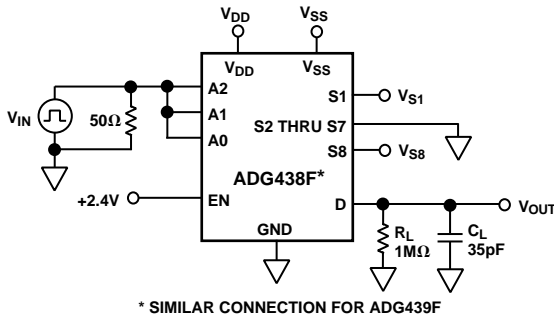 VDD VSS
VDD VSS
A2
A1
A0
S1 VS1
S2 THRU S7
S8 VS8
VIN
50Ω
ADG438F*
+2.4V EN
D VOUT
GND
RL
1MΩ
CL
35pF
* SIMILAR CONNECTION FOR ADG439F